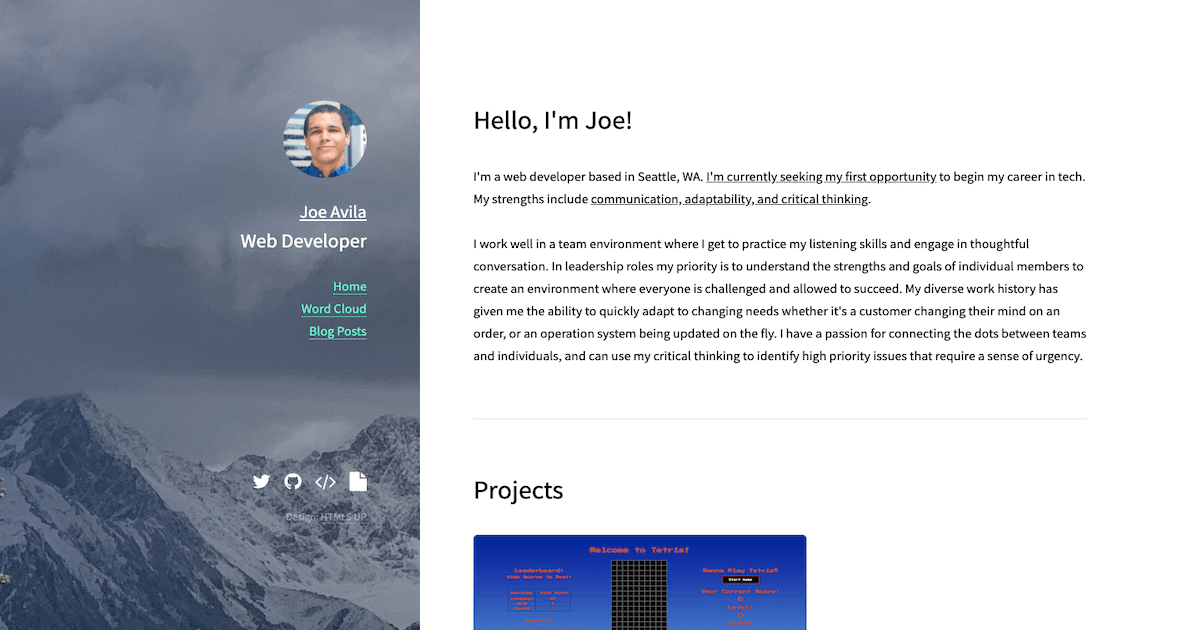 Joe Avila
Web Developer
Home
Word Cloud
Blog Posts
Design: HTML5 UP
Hello, I'm Joe!
I'm a web developer based in Seattle, WA. I'm currently seeking my first opportunity to begin my career in tech.
My strengths include communication, adaptability, and critical thinking.
I work well in a team environment where I get to practice my listening skills and engage in thoughtful
conversation. In leadership roles my priority is to understand the strengths and goals of individual members to
create an environment where everyone is challenged and allowed to succeed. My diverse work history has
given me the ability to quickly adapt to changing needs whether it's a customer changing their mind on an
order, or an operation system being updated on the fly. I have a passion for connecting the dots between teams
and individuals, and can use my critical thinking to identify high priority issues that require a sense of urgency.
Projects
Welcome to Tetris!
Leaderboard:
High Scores to Beat!
Wanna Play Tetris?
Start Game
Your Current Score!
0
Level:
0